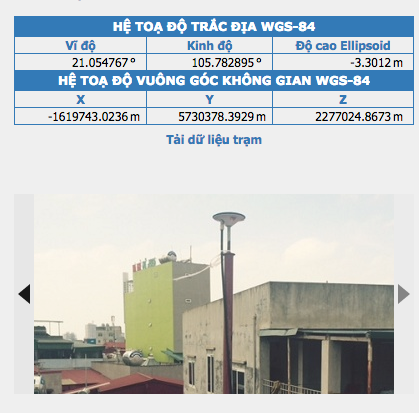 HỆ TOẠ ĐỘ TRẮC ĐỊA WGS-84
Vĩ độ Kinh độ Độ cao Ellipsoid
21.054767 º 105.782895 º -3.3012 m
HỆ TOẠ ĐỘ VUÔNG GÓC KHÔNG GIAN WGS-84
X Y Z
-1619743.0236 m 5730378.3929 m 2277024.8673 m
Tải dữ liệu trạm